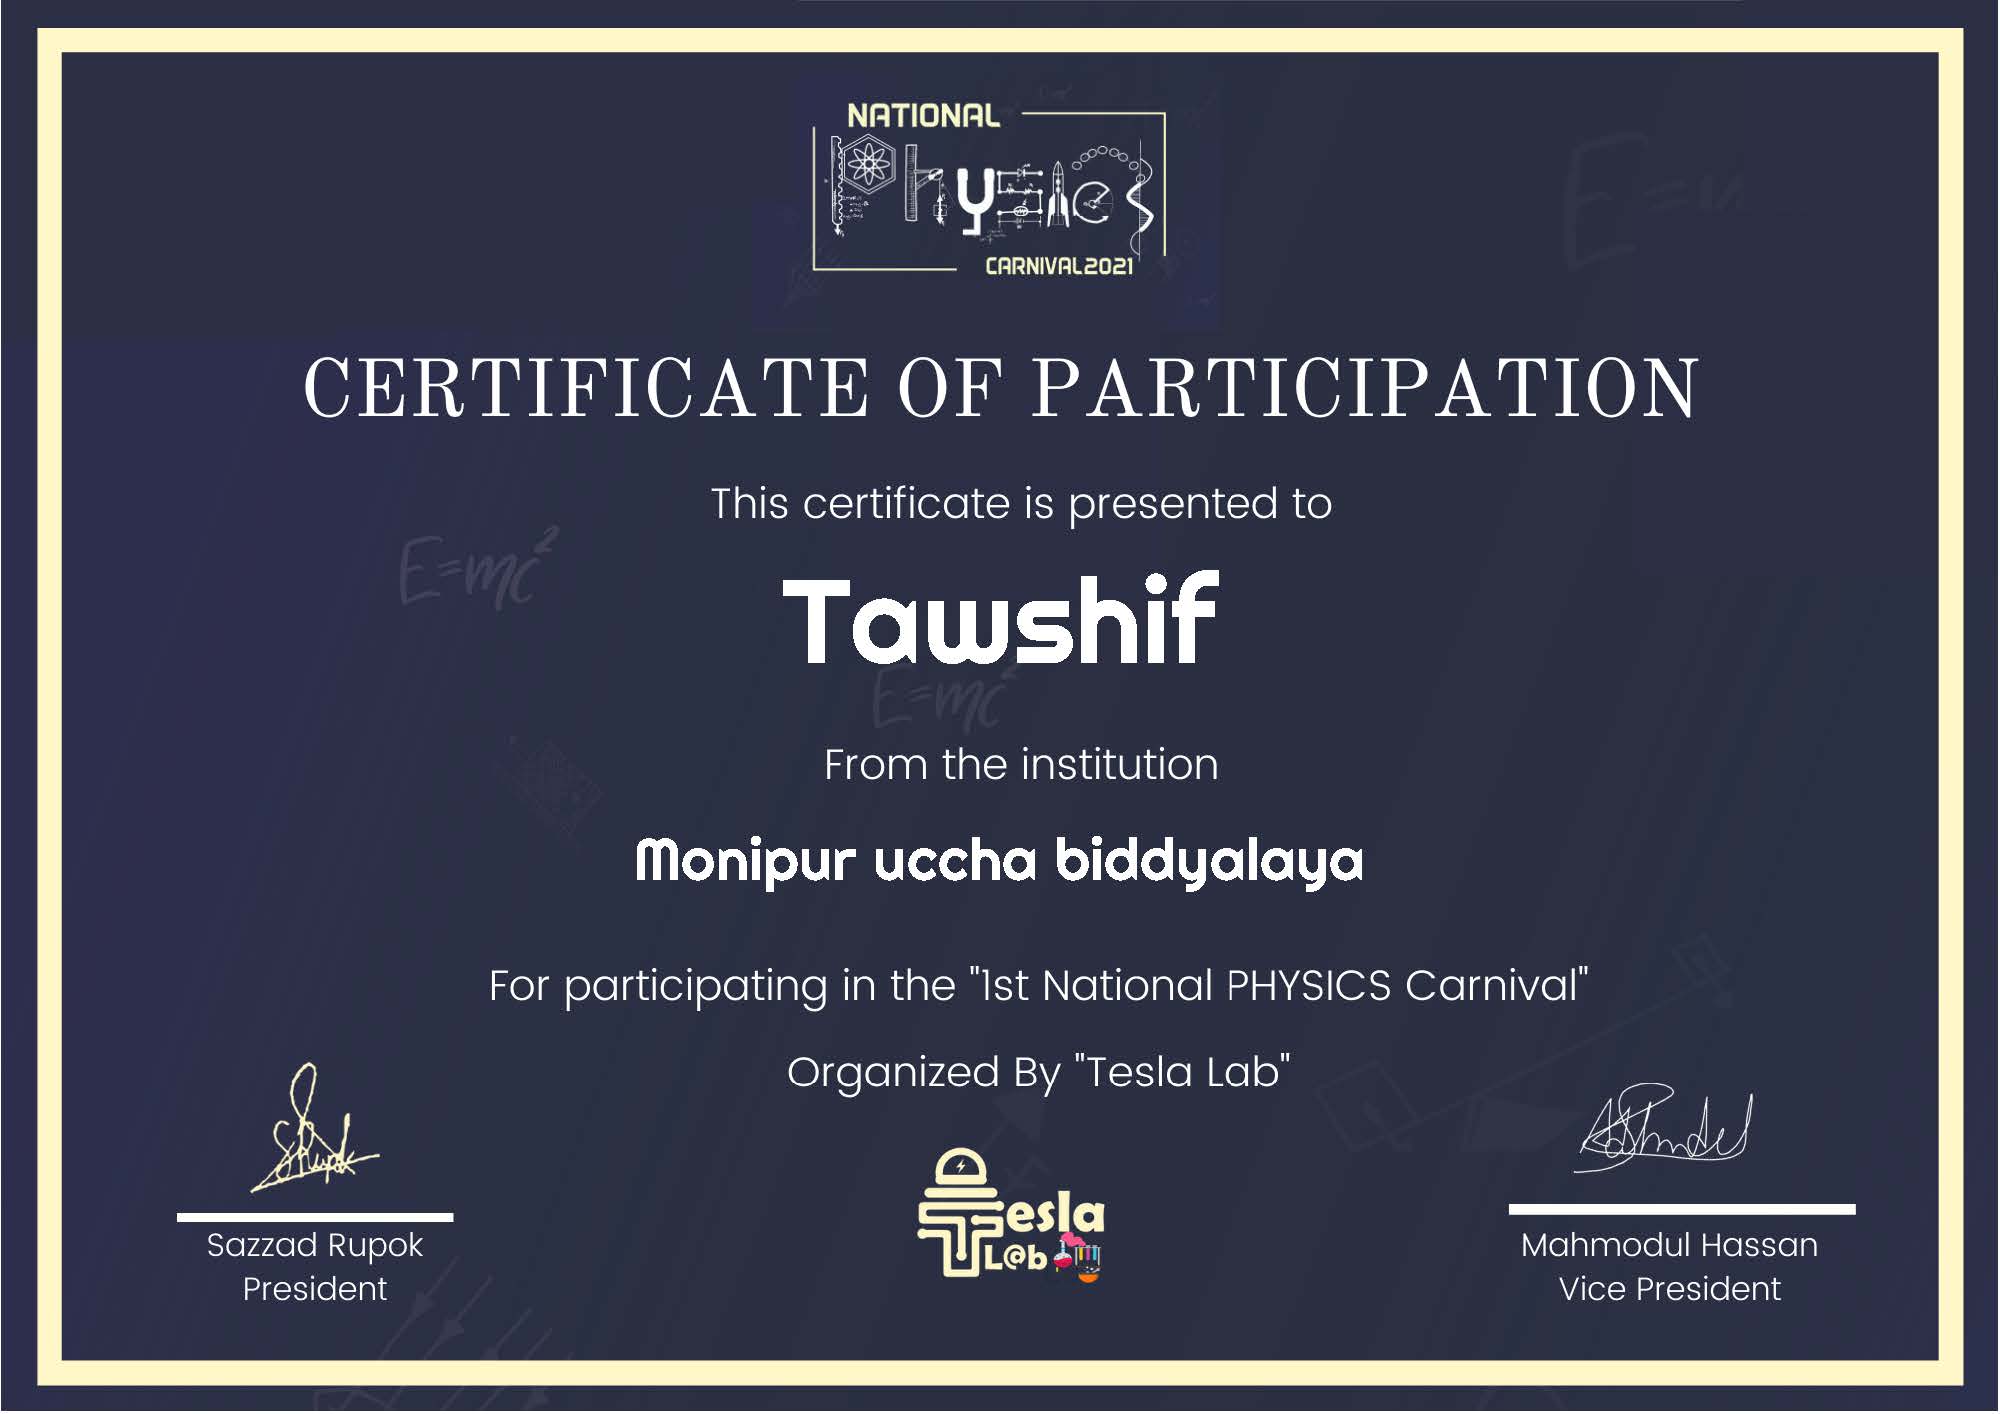 NATIONAL
Physics
CARNIVAL2021
CERTIFICATE OF PARTICIPATION
This certificate is presented to
E=mc²
Tawshif
E=mc²
From the institution
Monipur uccha biddyalaya
For participating in the "1st National PHYSICS Carnival"
Organized By "Tesla Lab"
Tesla
L@b
Sazzad Rupok
President
Mahmodul Hassan
Vice President